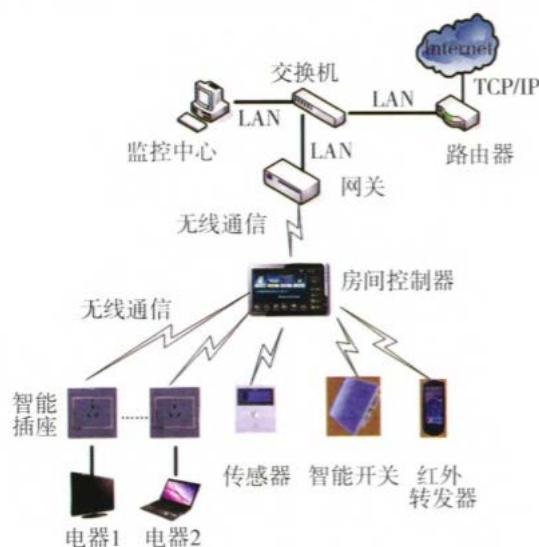 Internet
交换机
TCP/IP
LAN
LAN
监控中心
LAN
路由器
网关
无线通信
房间控制器
无线通信
智能
插座
传感器
智能开关
红外
转发器
电器1
电器2